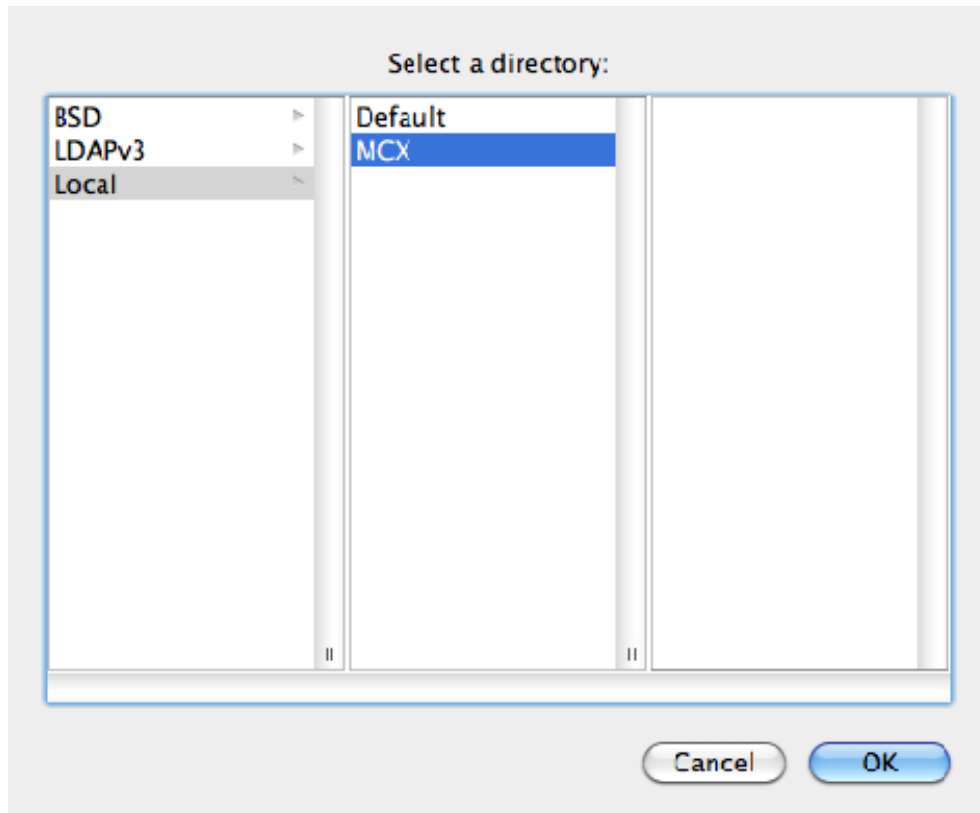 Select a directory:
BSD
LDAPv3
Local
Default
MCX
Cancel
OK